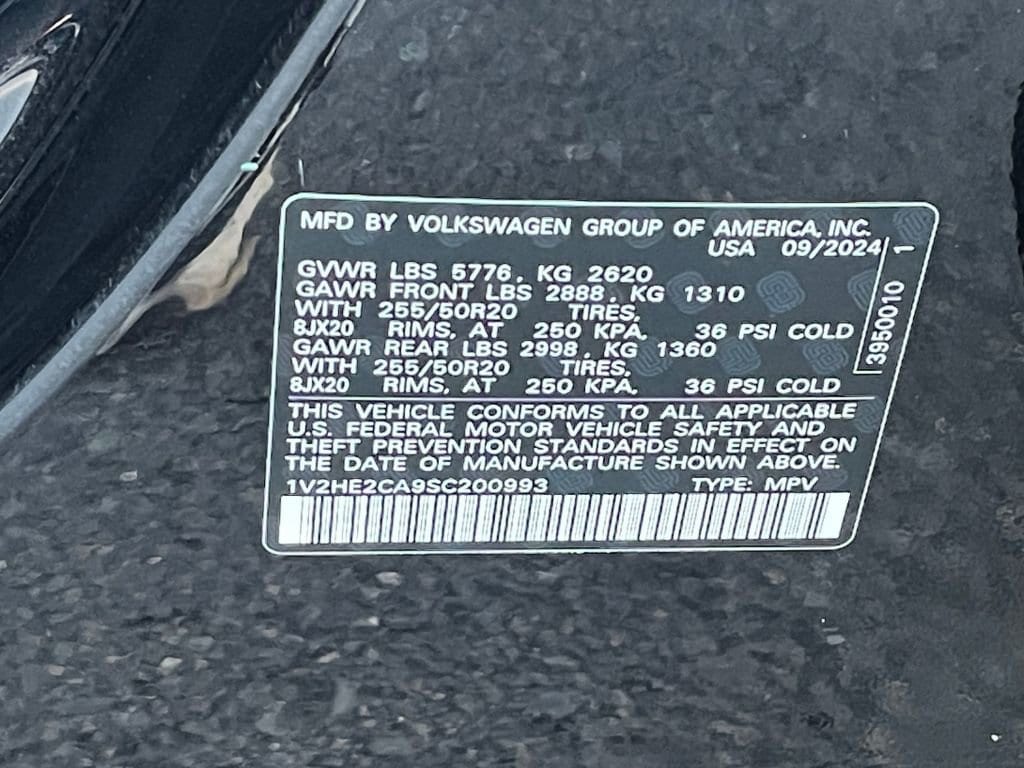 MFD BY VOLKSWAGEN GROUP OF AMERICA, INC.
USA 09/2024
GVWR LBS 5776, KG 2620
GAWR FRONT LBS 2888, KG 1310
WITH 255/50R20 TIRES,
8JX20 RIMS, AT 250 KPA, 36 PSI COLD
GAWR REAR LBS 2998, KG 1360
WITH 255/50R20 TIRES,
8JX20 RIMS, AT 250 KPA, 36 PSI COLD
THIS VEHICLE CONFORMS TO ALL APPLICABLE
U.S. FEDERAL MOTOR VEHICLE SAFETY AND
THEFT PREVENTION STANDARDS IN EFFECT ON
THE DATE OF MANUFACTURE SHOWN ABOVE.
1V2HE2CA9SC200993 TYPE: MPV
3950010 1